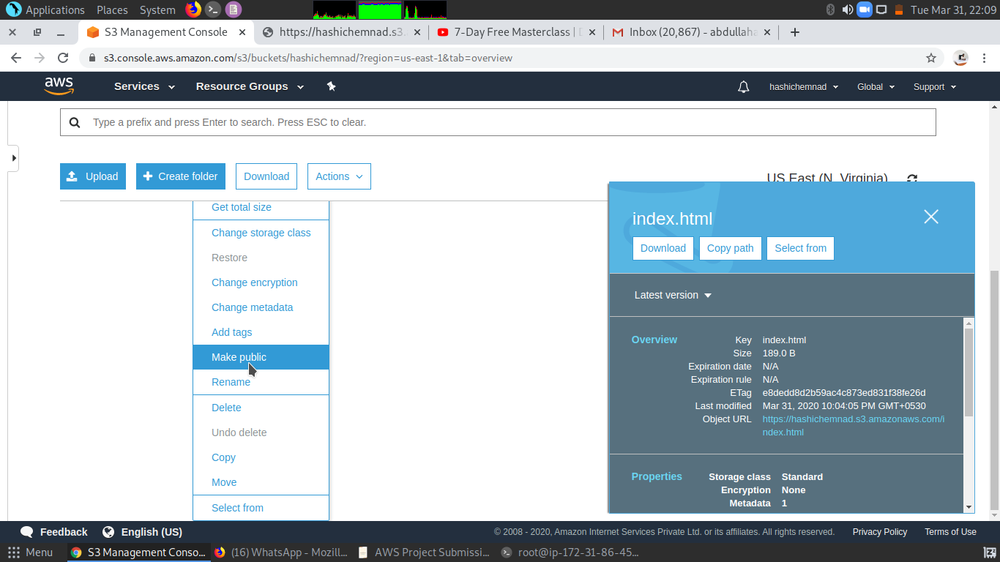 Applications Places System Tue Mar 31, 22:09
S3 Management Console https://hashichemnad.s3. 7-Day Free Masterclass | D Inbox (20,867) - abdullaha
s3.console.aws.amazon.com/s3/buckets/hashichemnad/?region=us-east-1&tab=overview
aws Services Resource Groups hashichemnad Global Support
Type a prefix and press Enter to search. Press ESC to clear.
Upload Create folder Download Actions
US East (N. Virginia)
Get total size
Change storage class
Restore
Change encryption
Change metadata
Add tags
Make public
Rename
Delete
Undo delete
Copy
Move
Select from
index.html
Download Copy path Select from
Latest version
Overview
Key index.html
Size 189.0 B
Expiration date N/A
Expiration rule N/A
ETag e8dedd8d2b59ac4c873ed831f38fe26d
Last modified Mar 31, 2020 10:04:05 PM GMT+0530
Object URL https://hashichemnad.s3.amazonaws.com/i
ndex.html
Properties
Storage class Standard
Encryption None
Metadata 1
Feedback English (US) © 2008 - 2020, Amazon Internet Services Private Ltd. or its affiliates. All rights reserved. Privacy Policy Terms of Use
Menu S3 Management Conso... (16) WhatsApp - Mozill... AWS Project Submissi... root@ip-172-31-86-45...